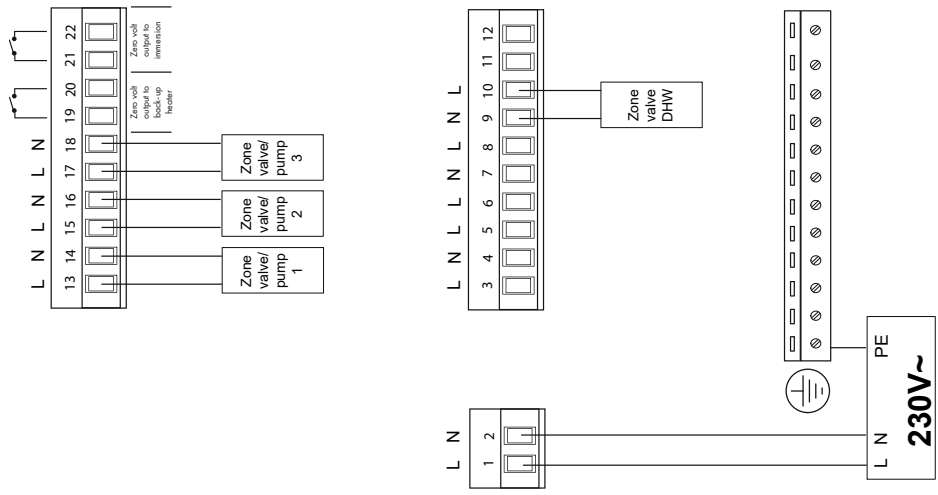 L N L N L N
13 14 15 16 17 18 19 20 21 22
Zero volt
output to
back-up
heater
Zero volt
output to
immersion
Zone
valve/
pump
1
Zone
valve/
pump
2
Zone
valve/
pump
3
L N
1 2
L N L L N L N L
3 4 5 6 7 8 9 10 11 12
Zone
valve
DHW
L N PE
230V~